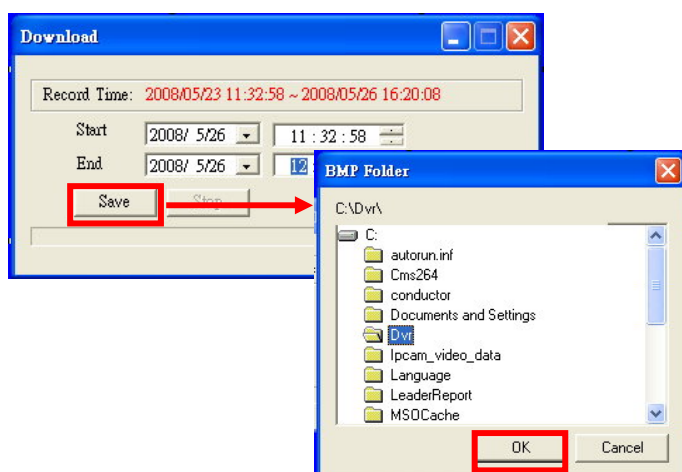 Download
Record Time: 2008/05/23 11:32:58 ~ 2008/05/26 16:20:08
Start 2008/ 5/26 11 : 32 : 58
End 2008/ 5/26 12
Save Stop
BMP Folder
C:\Dvr\
C:
autorun.inf
Cms264
conductor
Documents and Settings
Dvr
Ipcam_video_data
Language
LeaderReport
MSOCache
OK Cancel